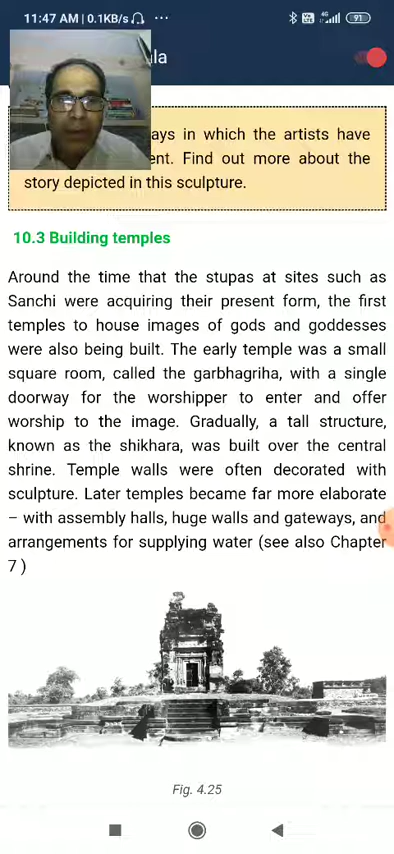 11:47 AM | 0.1KB/s ...
91
la
ays in which the artists have
ent. Find out more about the
story depicted in this sculpture.
10.3 Building temples
Around the time that the stupas at sites such as
Sanchi were acquiring their present form, the first
temples to house images of gods and goddesses
were also being built. The early temple was a small
square room, called the garbhagriha, with a single
doorway for the worshipper to enter and offer
worship to the image. Gradually, a tall structure,
known as the shikhara, was built over the central
shrine. Temple walls were often decorated with
sculpture. Later temples became far more elaborate
– with assembly halls, huge walls and gateways, and
arrangements for supplying water (see also Chapter
7 )
Fig. 4.25